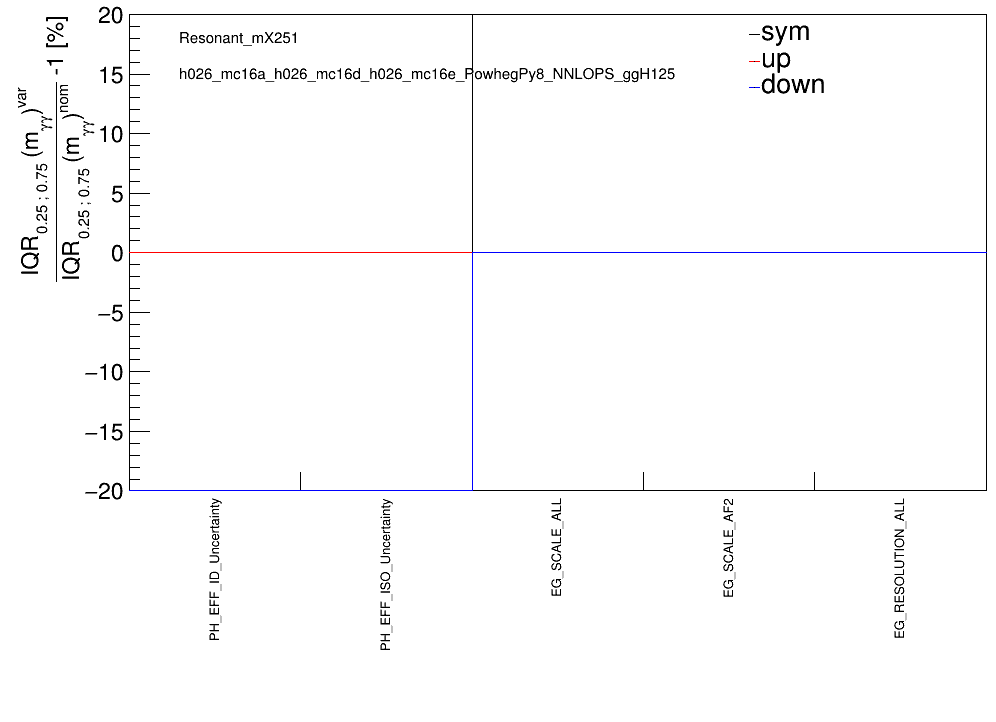 IQR0.25 ; 0.75 (mγγ)var
IQR0.25 ; 0.75 (mγγ)nom -1 [%]
20
15
10
5
0
−5
−10
−15
−20
Resonant_mX251
h026_mc16a_h026_mc16d_h026_mc16e_PowhegPy8_NNLOPS_ggH125
sym
up
down
PH_EFF_ID_Uncertainty
PH_EFF_ISO_Uncertainty
EG_SCALE_ALL
EG_SCALE_AF2
EG_RESOLUTION_ALL